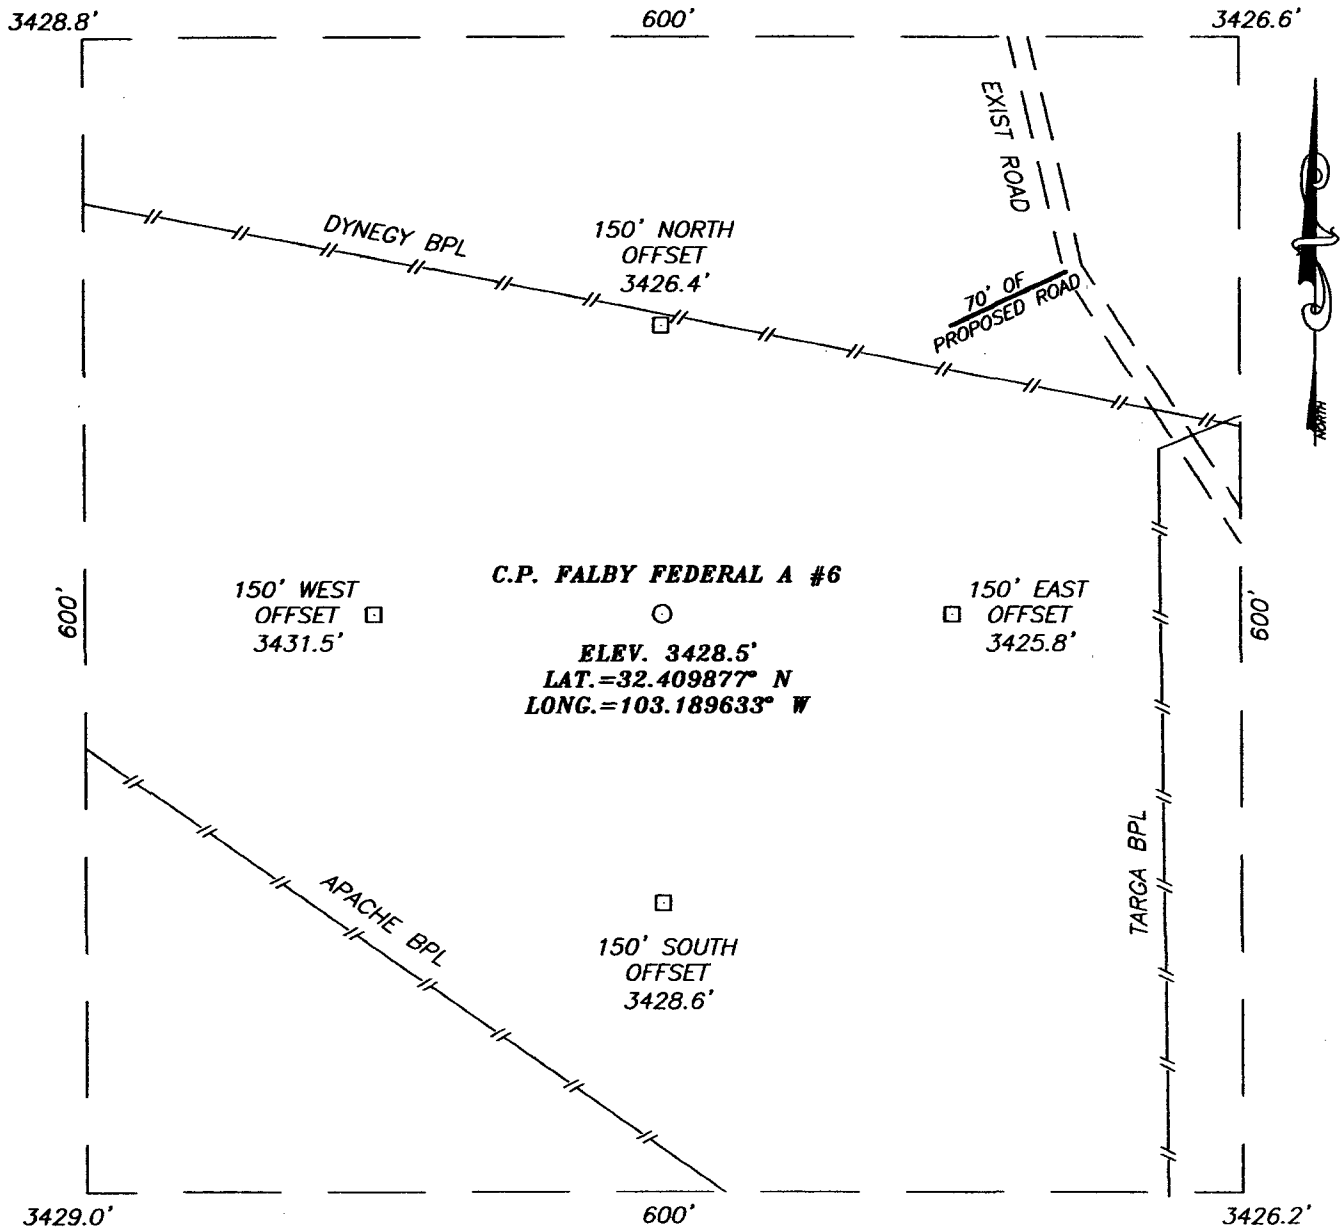 3428.8'
600'
3426.6'
EXIST ROAD
DYNEGY BPL
150' NORTH
OFFSET
3426.4'
70' OF
PROPOSED ROAD
NORTH
C.P. FALBY FEDERAL A #6
150' WEST
OFFSET
3431.5'
150' EAST
OFFSET
3425.8'
600'
600'
ELEV. 3428.5'
LAT.=32.409877° N
LONG.=103.189633° W
APACHE BPL
TARGA BPL
150' SOUTH
OFFSET
3428.6'
3429.0'
600'
3426.2'